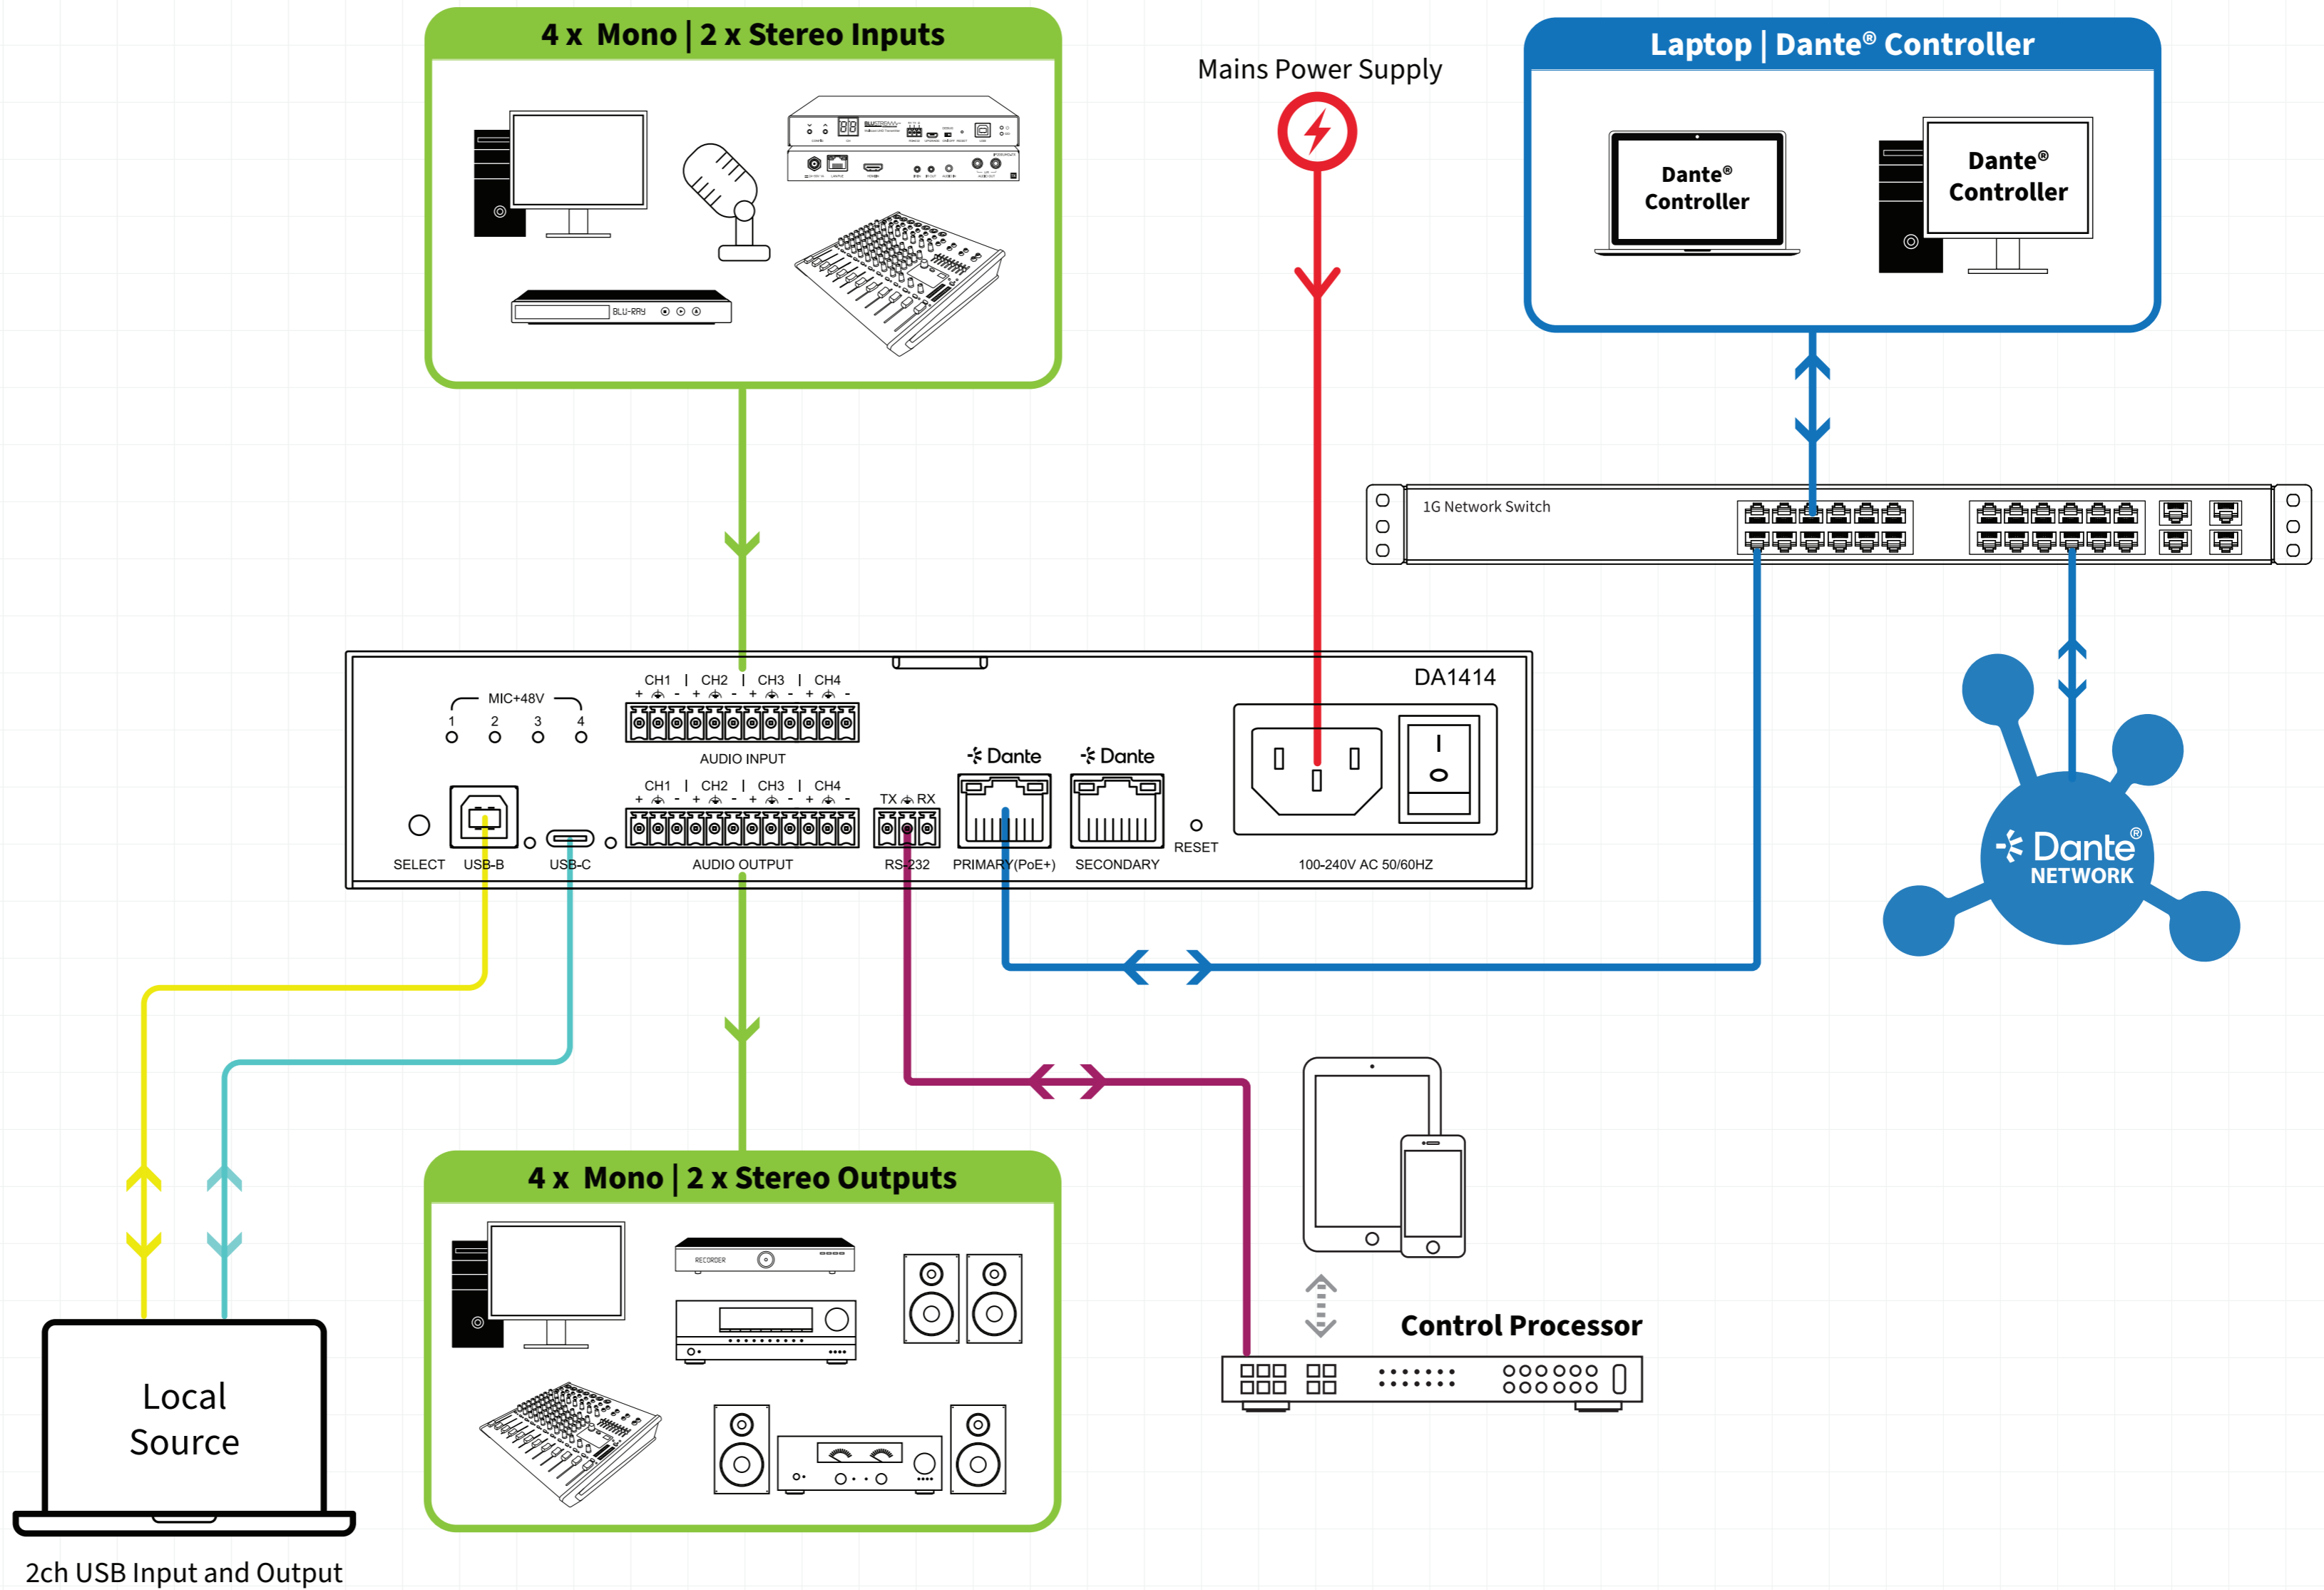 4 x Mono | 2 x Stereo Inputs
BLUSTREAM
BLU-RAY
Mains Power Supply
Laptop | Dante® Controller
Dante®
Controller
Dante®
Controller
1G Network Switch
DA1414
MIC+48V
1 2 3 4
CH1 | CH2 | CH3 | CH4
+ - + - + - + -
AUDIO INPUT
CH1 | CH2 | CH3 | CH4
+ - + - + - + -
AUDIO OUTPUT
SELECT
USB-B
USB-C
TX RX
RS-232
Dante
PRIMARY(PoE+)
Dante
SECONDARY
RESET
100-240V AC 50/60HZ
Dante®
NETWORK
4 x Mono | 2 x Stereo Outputs
RECORDER
Control Processor
Local
Source
2ch USB Input and Output